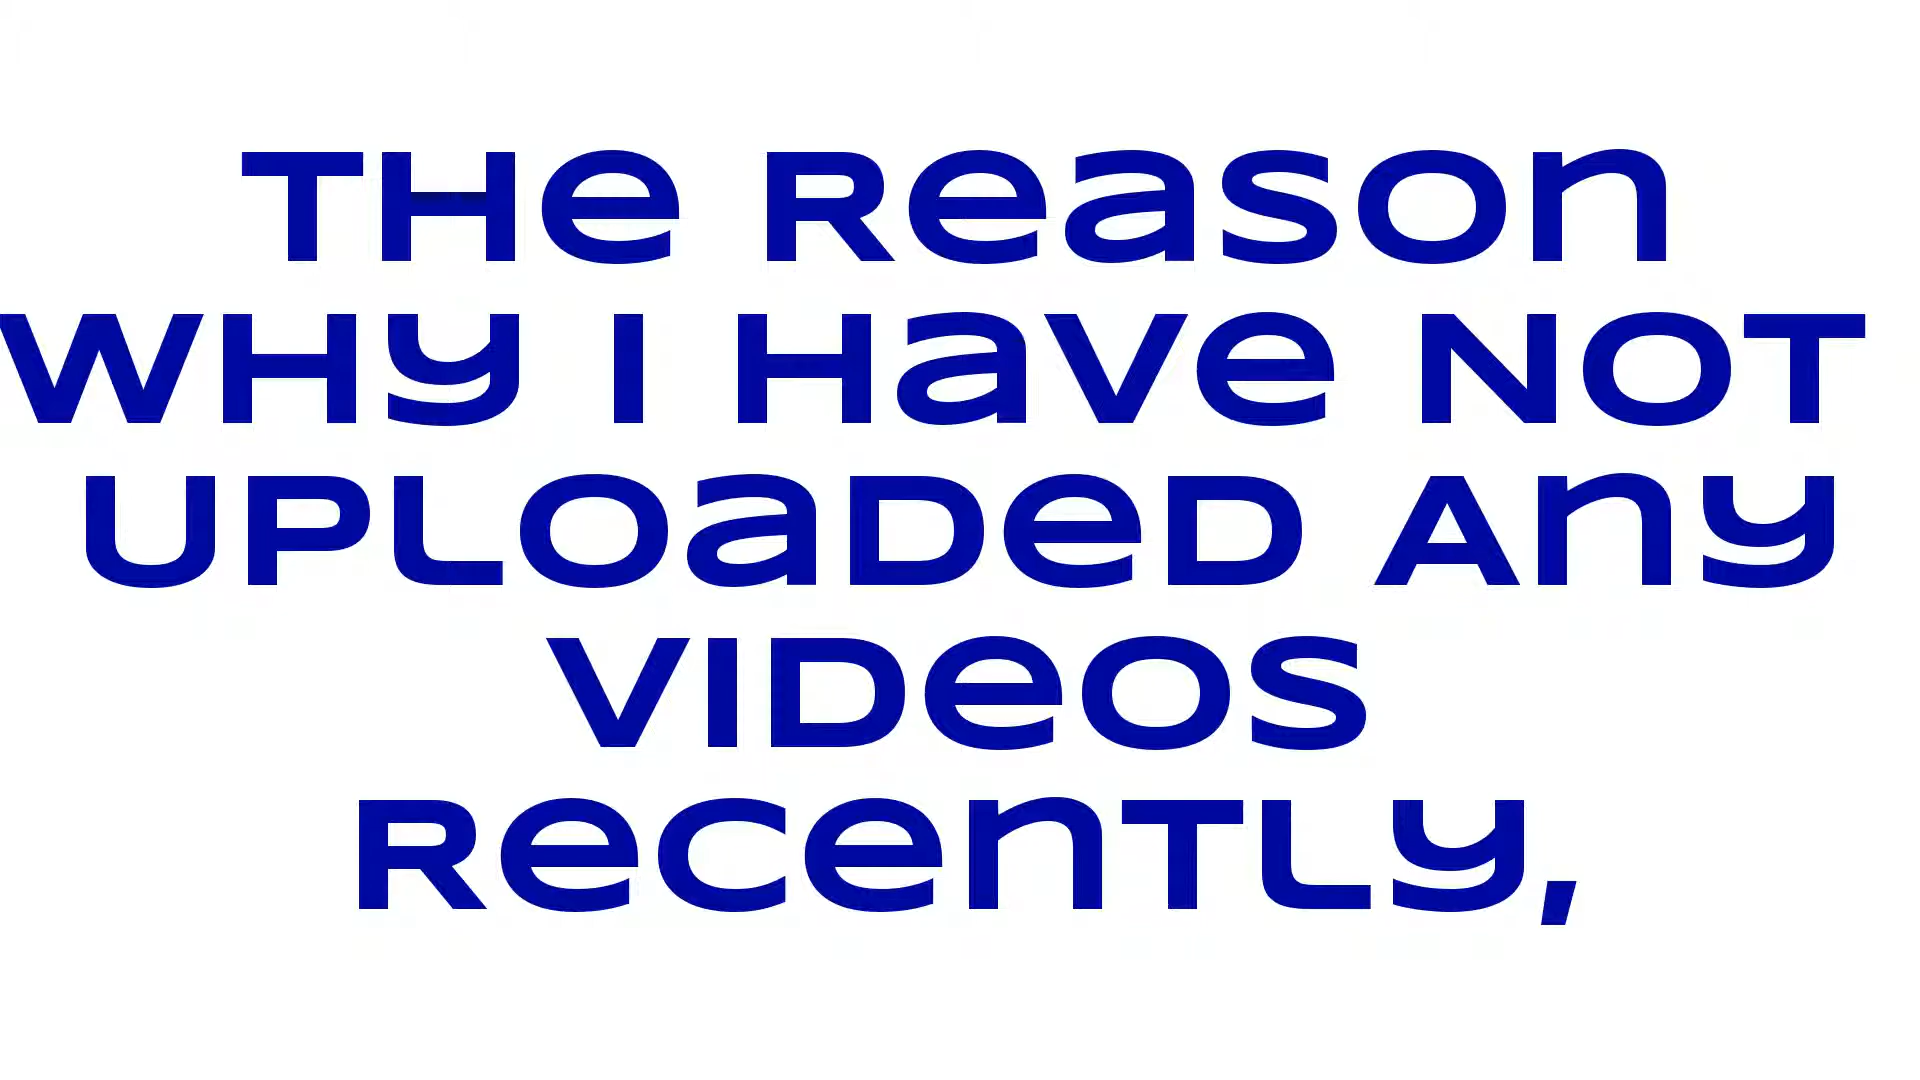 The Reason
Why I Have Not
Uploaded Any
Videos
Recently,